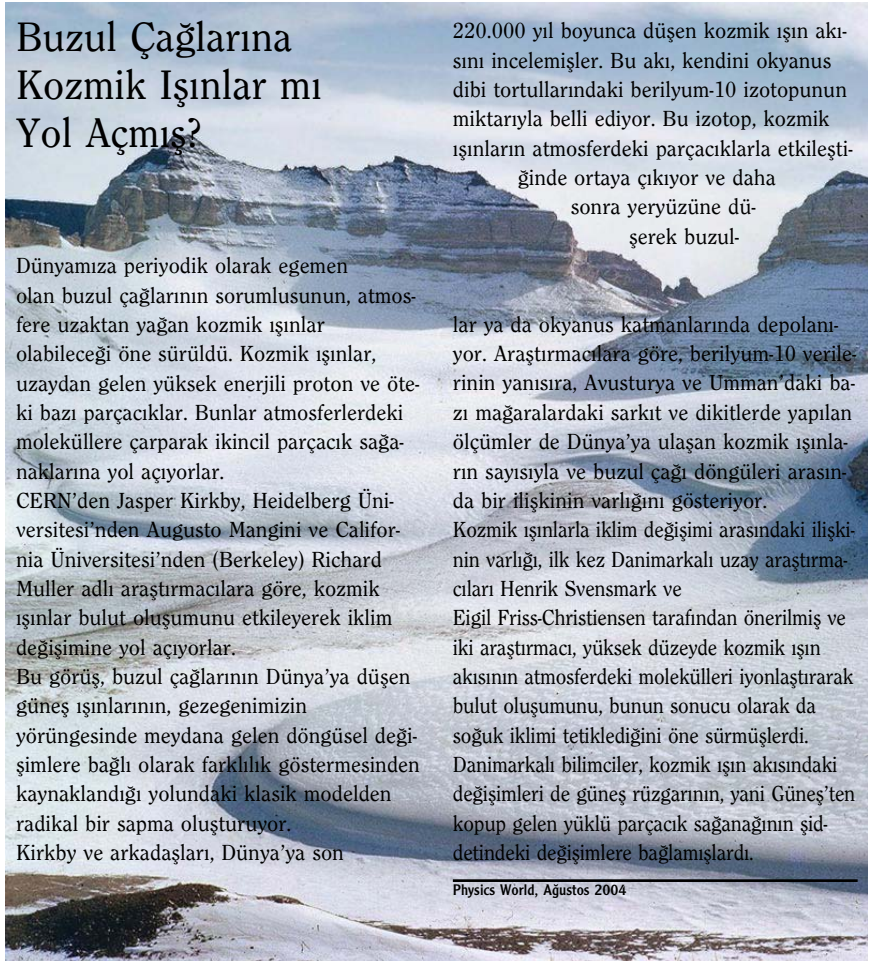 Buzul Çağlarına
Kozmik Işınlar mı
Yol Açmış?
Dünyamıza periyodik olarak egemen
olan buzul çağlarının sorumlusunun, atmos-
fere uzaktan yağan kozmik ışınlar
olabileceği öne sürüldü. Kozmik ışınlar,
uzaydan gelen yüksek enerjili proton ve öte-
ki bazı parçacıklar. Bunlar atmosferlerdeki
moleküllere çarparak ikincil parçacık sağa-
naklarına yol açıyorlar.
CERN’den Jasper Kirkby, Heidelberg Üni-
versitesi’nden Augusto Mangini ve Califor-
nia Üniversitesi’nden (Berkeley) Richard
Muller adlı araştırmacılara göre, kozmik
ışınlar bulut oluşumunu etkileyerek iklim
değişimine yol açıyorlar.
Bu görüş, buzul çağlarının Dünya’ya düşen
güneş ışınlarının, gezegenimizin
yörüngesinde meydana gelen döngüsel deği-
şimlere bağlı olarak farklılık göstermesinden
kaynaklandığı yolundaki klasik modelden
radikal bir sapma oluşturuyor.
Kirkby ve arkadaşları, Dünya’ya son
220.000 yıl boyunca düşen kozmik ışın akı-
sını incelemişler. Bu akı, kendini okyanus
dibi tortullarındaki berilyum-10 izotopunun
miktarıyla belli ediyor. Bu izotop, kozmik
ışınların atmosferdeki parçacıklarla etkileşti-
ğinde ortaya çıkıyor ve daha
sonra yeryüzüne dü-
şerek buzul-
lar ya da okyanus katmanlarında depolanı-
yor. Araştırmacılara göre, berilyum-10 verile-
rinin yanısıra, Avusturya ve Umman’daki ba-
zı mağaralardaki sarkıt ve dikitlerde yapılan
ölçümler de Dünya’ya ulaşan kozmik ışınla-
rın sayısıyla ve buzul çağı döngüleri arasın-
da bir ilişkinin varlığını gösteriyor.
Kozmik ışınlarla iklim değişimi arasındaki ilişki-
nin varlığı, ilk kez Danimarkalı uzay araştırma-
cıları Henrik Svensmark ve
Eigil Friss-Christiensen tarafından önerilmiş ve
iki araştırmacı, yüksek düzeyde kozmik ışın
akısının atmosferdeki molekülleri iyonlaştırarak
bulut oluşumunu, bunun sonucu olarak da
soğuk iklimi tetiklediğini öne sürmüşlerdi.
Danimarkalı bilimciler, kozmik ışın akısındaki
değişimleri de güneş rüzgarının, yani Güneş’ten
kopup gelen yüklü parçacık sağanağının şid-
detindeki değişimlere bağlamışlardı.
Physics World, Ağustos 2004